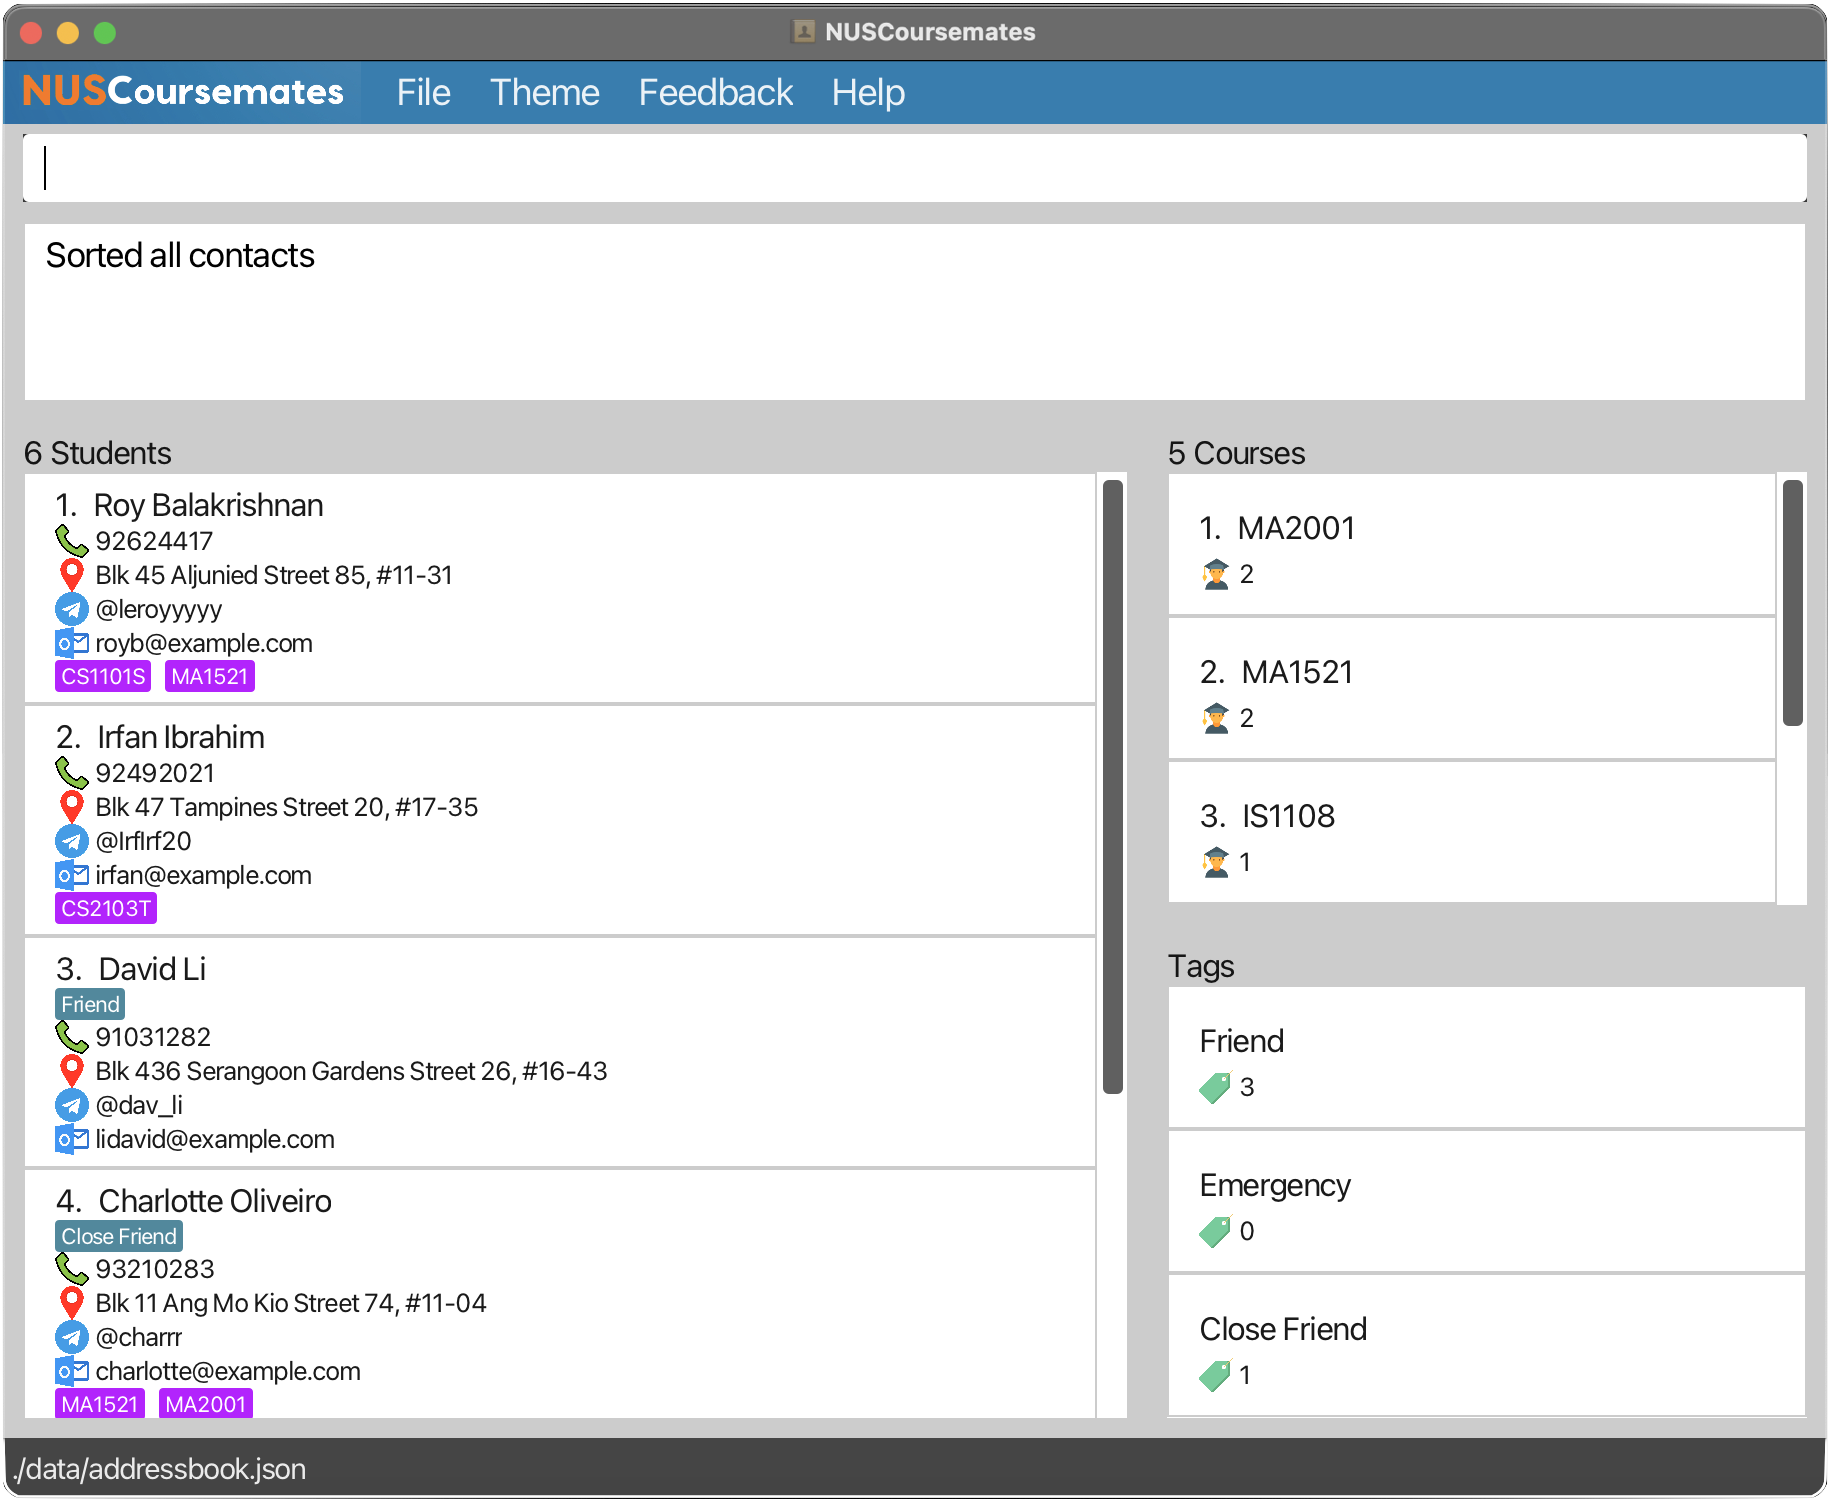 NUSCoursemates
NUSCoursemates File Theme Feedback Help
Sorted all contacts
6 Students
1. Roy Balakrishnan
92624417
Blk 45 Aljunied Street 85, #11-31
@leroyyyyy
royb@example.com
CS1101S MA1521
2. Irfan Ibrahim
92492021
Blk 47 Tampines Street 20, #17-35
@IrfIrf20
irfan@example.com
CS2103T
3. David Li
Friend
91031282
Blk 436 Serangoon Gardens Street 26, #16-43
@dav_li
lidavid@example.com
4. Charlotte Oliveiro
Close Friend
93210283
Blk 11 Ang Mo Kio Street 74, #11-04
@charrr
charlotte@example.com
MA1521 MA2001
5 Courses
1. MA2001
2
2. MA1521
2
3. IS1108
1
Tags
Friend
3
Emergency
0
Close Friend
1
./data/addressbook.json